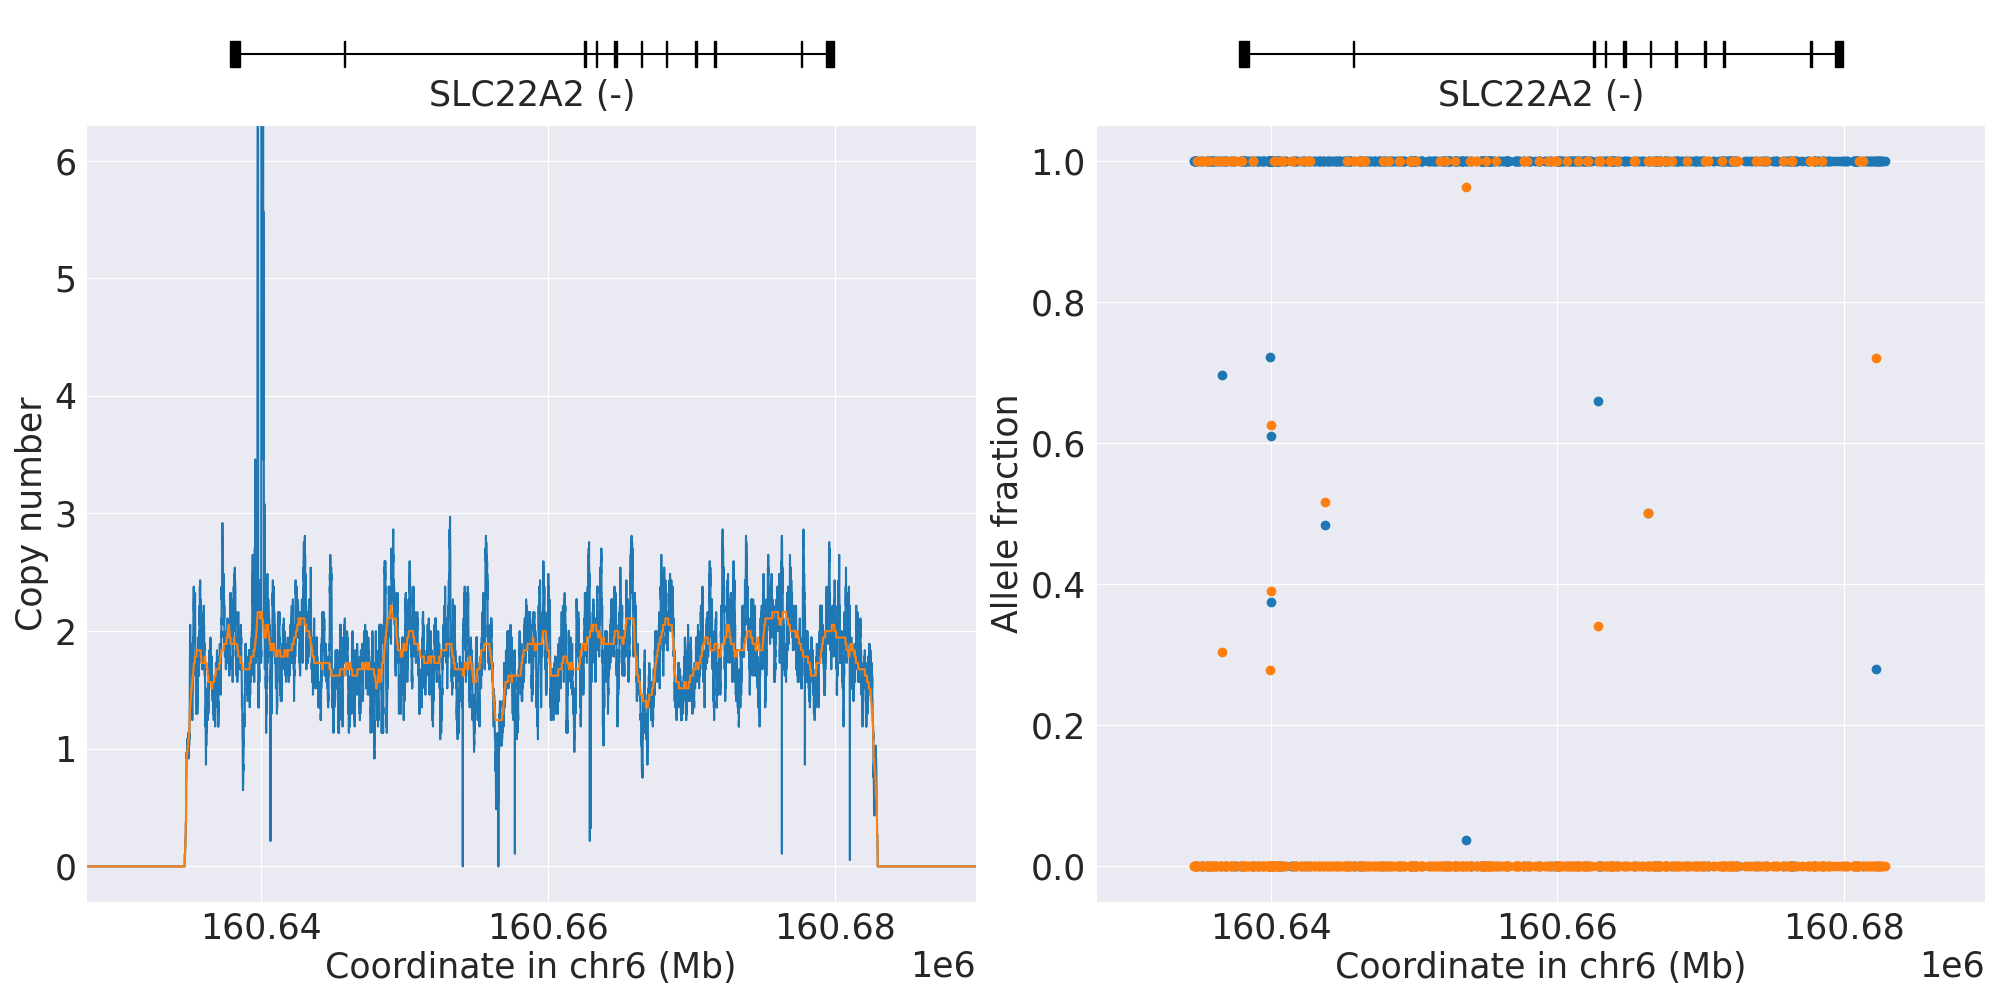 SLC22A2 (-)
6
5
4
3
2
1
0
Copy number
160.64
160.66
160.68
Coordinate in chr6 (Mb)
1e6
SLC22A2 (-)
1.0
0.8
0.6
0.4
0.2
0.0
Allele fraction
160.64
160.66
160.68
Coordinate in chr6 (Mb)
1e6